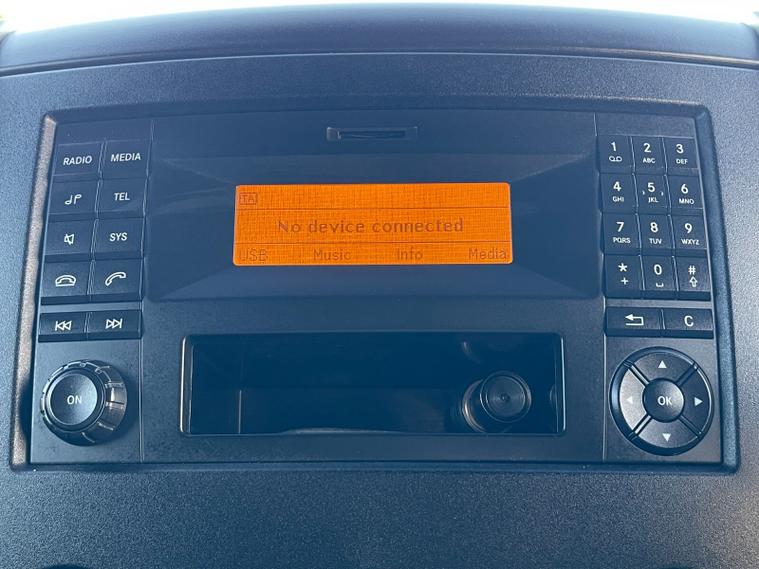 RADIO MEDIA
TEL
SYS
TA
No device connected
USB Music Info Media
ON
1 2 ABC 3 DEF
4 GHI 5 JKL 6 MNO
7 PQRS 8 TUV 9 WXYZ
* + 0 #
C
OK